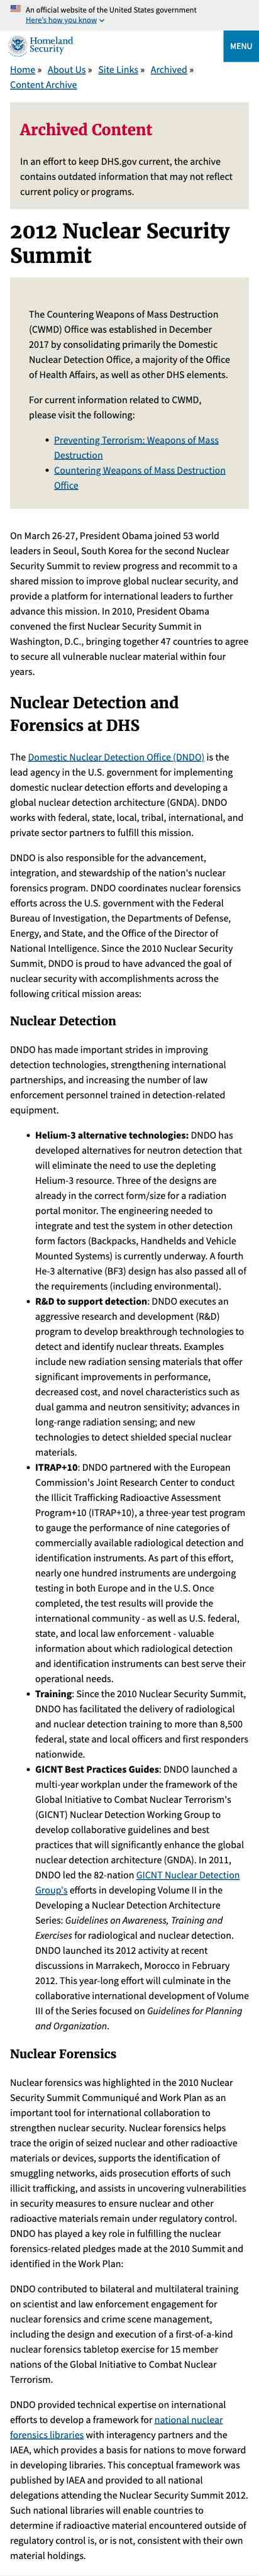 An official website of the United States government
Here's how you know
Homeland
Security
MENU
Home » About Us » Site Links » Archived »
Content Archive
Archived Content
In an effort to keep DHS.gov current, the archive
contains outdated information that may not reflect
current policy or programs.
2012 Nuclear Security
Summit
The Countering Weapons of Mass Destruction
(CWMD) Office was established in December
2017 by consolidating primarily the Domestic
Nuclear Detection Office, a majority of the Office
of Health Affairs, as well as other DHS elements.
For current information related to CWMD,
please visit the following:
• Preventing Terrorism: Weapons of Mass
Destruction
• Countering Weapons of Mass Destruction
Office
On March 26-27, President Obama joined 53 world
leaders in Seoul, South Korea for the second Nuclear
Security Summit to review progress and recommit to a
shared mission to improve global nuclear security, and
provide a platform for international leaders to further
advance this mission. In 2010, President Obama
convened the first Nuclear Security Summit in
Washington, D.C., bringing together 47 countries to agree
to secure all vulnerable nuclear material within four
years.
Nuclear Detection and
Forensics at DHS
The Domestic Nuclear Detection Office (DNDO) is the
lead agency in the U.S. government for implementing
domestic nuclear detection efforts and developing a
global nuclear detection architecture (GNDA). DNDO
works with federal, state, local, tribal, international, and
private sector partners to fulfill this mission.
DNDO is also responsible for the advancement,
integration, and stewardship of the nation's nuclear
forensics program. DNDO coordinates nuclear forensics
efforts across the U.S. government with the Federal
Bureau of Investigation, the Departments of Defense,
Energy, and State, and the Office of the Director of
National Intelligence. Since the 2010 Nuclear Security
Summit, DNDO is proud to have advanced the goal of
nuclear security with accomplishments across the
following critical mission areas:
Nuclear Detection
DNDO has made important strides in improving
detection technologies, strengthening international
partnerships, and increasing the number of law
enforcement personnel trained in detection-related
equipment.
• Helium-3 alternative technologies: DNDO has
developed alternatives for neutron detection that
will eliminate the need to use the depleting
Helium-3 resource. Three of the designs are
already in the correct form/size for a radiation
portal monitor. The engineering needed to
integrate and test the system in other detection
form factors (Backpacks, Handhelds and Vehicle
Mounted Systems) is currently underway. A fourth
He-3 alternative (BF3) design has also passed all of
the requirements (including environmental).
• R&D to support detection: DNDO executes an
aggressive research and development (R&D)
program to develop breakthrough technologies to
detect and identify nuclear threats. Examples
include new radiation sensing materials that offer
significant improvements in performance,
decreased cost, and novel characteristics such as
dual gamma and neutron sensitivity; advances in
long-range radiation sensing; and new
technologies to detect shielded special nuclear
materials.
• ITRAP+10: DNDO partnered with the European
Commission's Joint Research Center to conduct
the Illicit Trafficking Radioactive Assessment
Program+10 (ITRAP+10), a three-year test program
to gauge the performance of nine categories of
commercially available radiological detection and
identification instruments. As part of this effort,
nearly one hundred instruments are undergoing
testing in both Europe and in the U.S. Once
completed, the test results will provide the
international community - as well as U.S. federal,
state, and local law enforcement - valuable
information about which radiological detection
and identification instruments can best serve their
operational needs.
• Training: Since the 2010 Nuclear Security Summit,
DNDO has facilitated the delivery of radiological
and nuclear detection training to more than 8,500
federal, state and local officers and first responders
nationwide.
• GICNT Best Practices Guides: DNDO launched a
multi-year workplan under the framework of the
Global Initiative to Combat Nuclear Terrorism's
(GICNT) Nuclear Detection Working Group to
develop collaborative guidelines and best
practices that will significantly enhance the global
nuclear detection architecture (GNDA). In 2011,
DNDO led the 82-nation GICNT Nuclear Detection
Group's efforts in developing Volume II in the
Developing a Nuclear Detection Architecture
Series: Guidelines on Awareness, Training and
Exercises for radiological and nuclear detection.
DNDO launched its 2012 activity at recent
discussions in Marrakech, Morocco in February
2012. This year-long effort will culminate in the
collaborative international development of Volume
III of the Series focused on Guidelines for Planning
and Organization.
Nuclear Forensics
Nuclear forensics was highlighted in the 2010 Nuclear
Security Summit Communiqué and Work Plan as an
important tool for international collaboration to
strengthen nuclear security. Nuclear forensics helps
trace the origin of seized nuclear and other radioactive
materials or devices, supports the identification of
smuggling networks, aids prosecution efforts of such
illicit trafficking, and assists in uncovering vulnerabilities
in security measures to ensure nuclear and other
radioactive materials remain under regulatory control.
DNDO has played a key role in fulfilling the nuclear
forensics-related pledges made at the 2010 Summit and
identified in the Work Plan:
DNDO contributed to bilateral and multilateral training
on scientist and law enforcement engagement for
nuclear forensics and crime scene management,
including the design and execution of a first-of-a-kind
nuclear forensics tabletop exercise for 15 member
nations of the Global Initiative to Combat Nuclear
Terrorism.
DNDO provided technical expertise on international
efforts to develop a framework for national nuclear
forensics libraries with interagency partners and the
IAEA, which provides a basis for nations to move forward
in developing libraries. This conceptual framework was
published by IAEA and provided to all national
delegations attending the Nuclear Security Summit 2012.
Such national libraries will enable countries to
determine if radioactive material encountered outside of
regulatory control is, or is not, consistent with their own
material holdings.